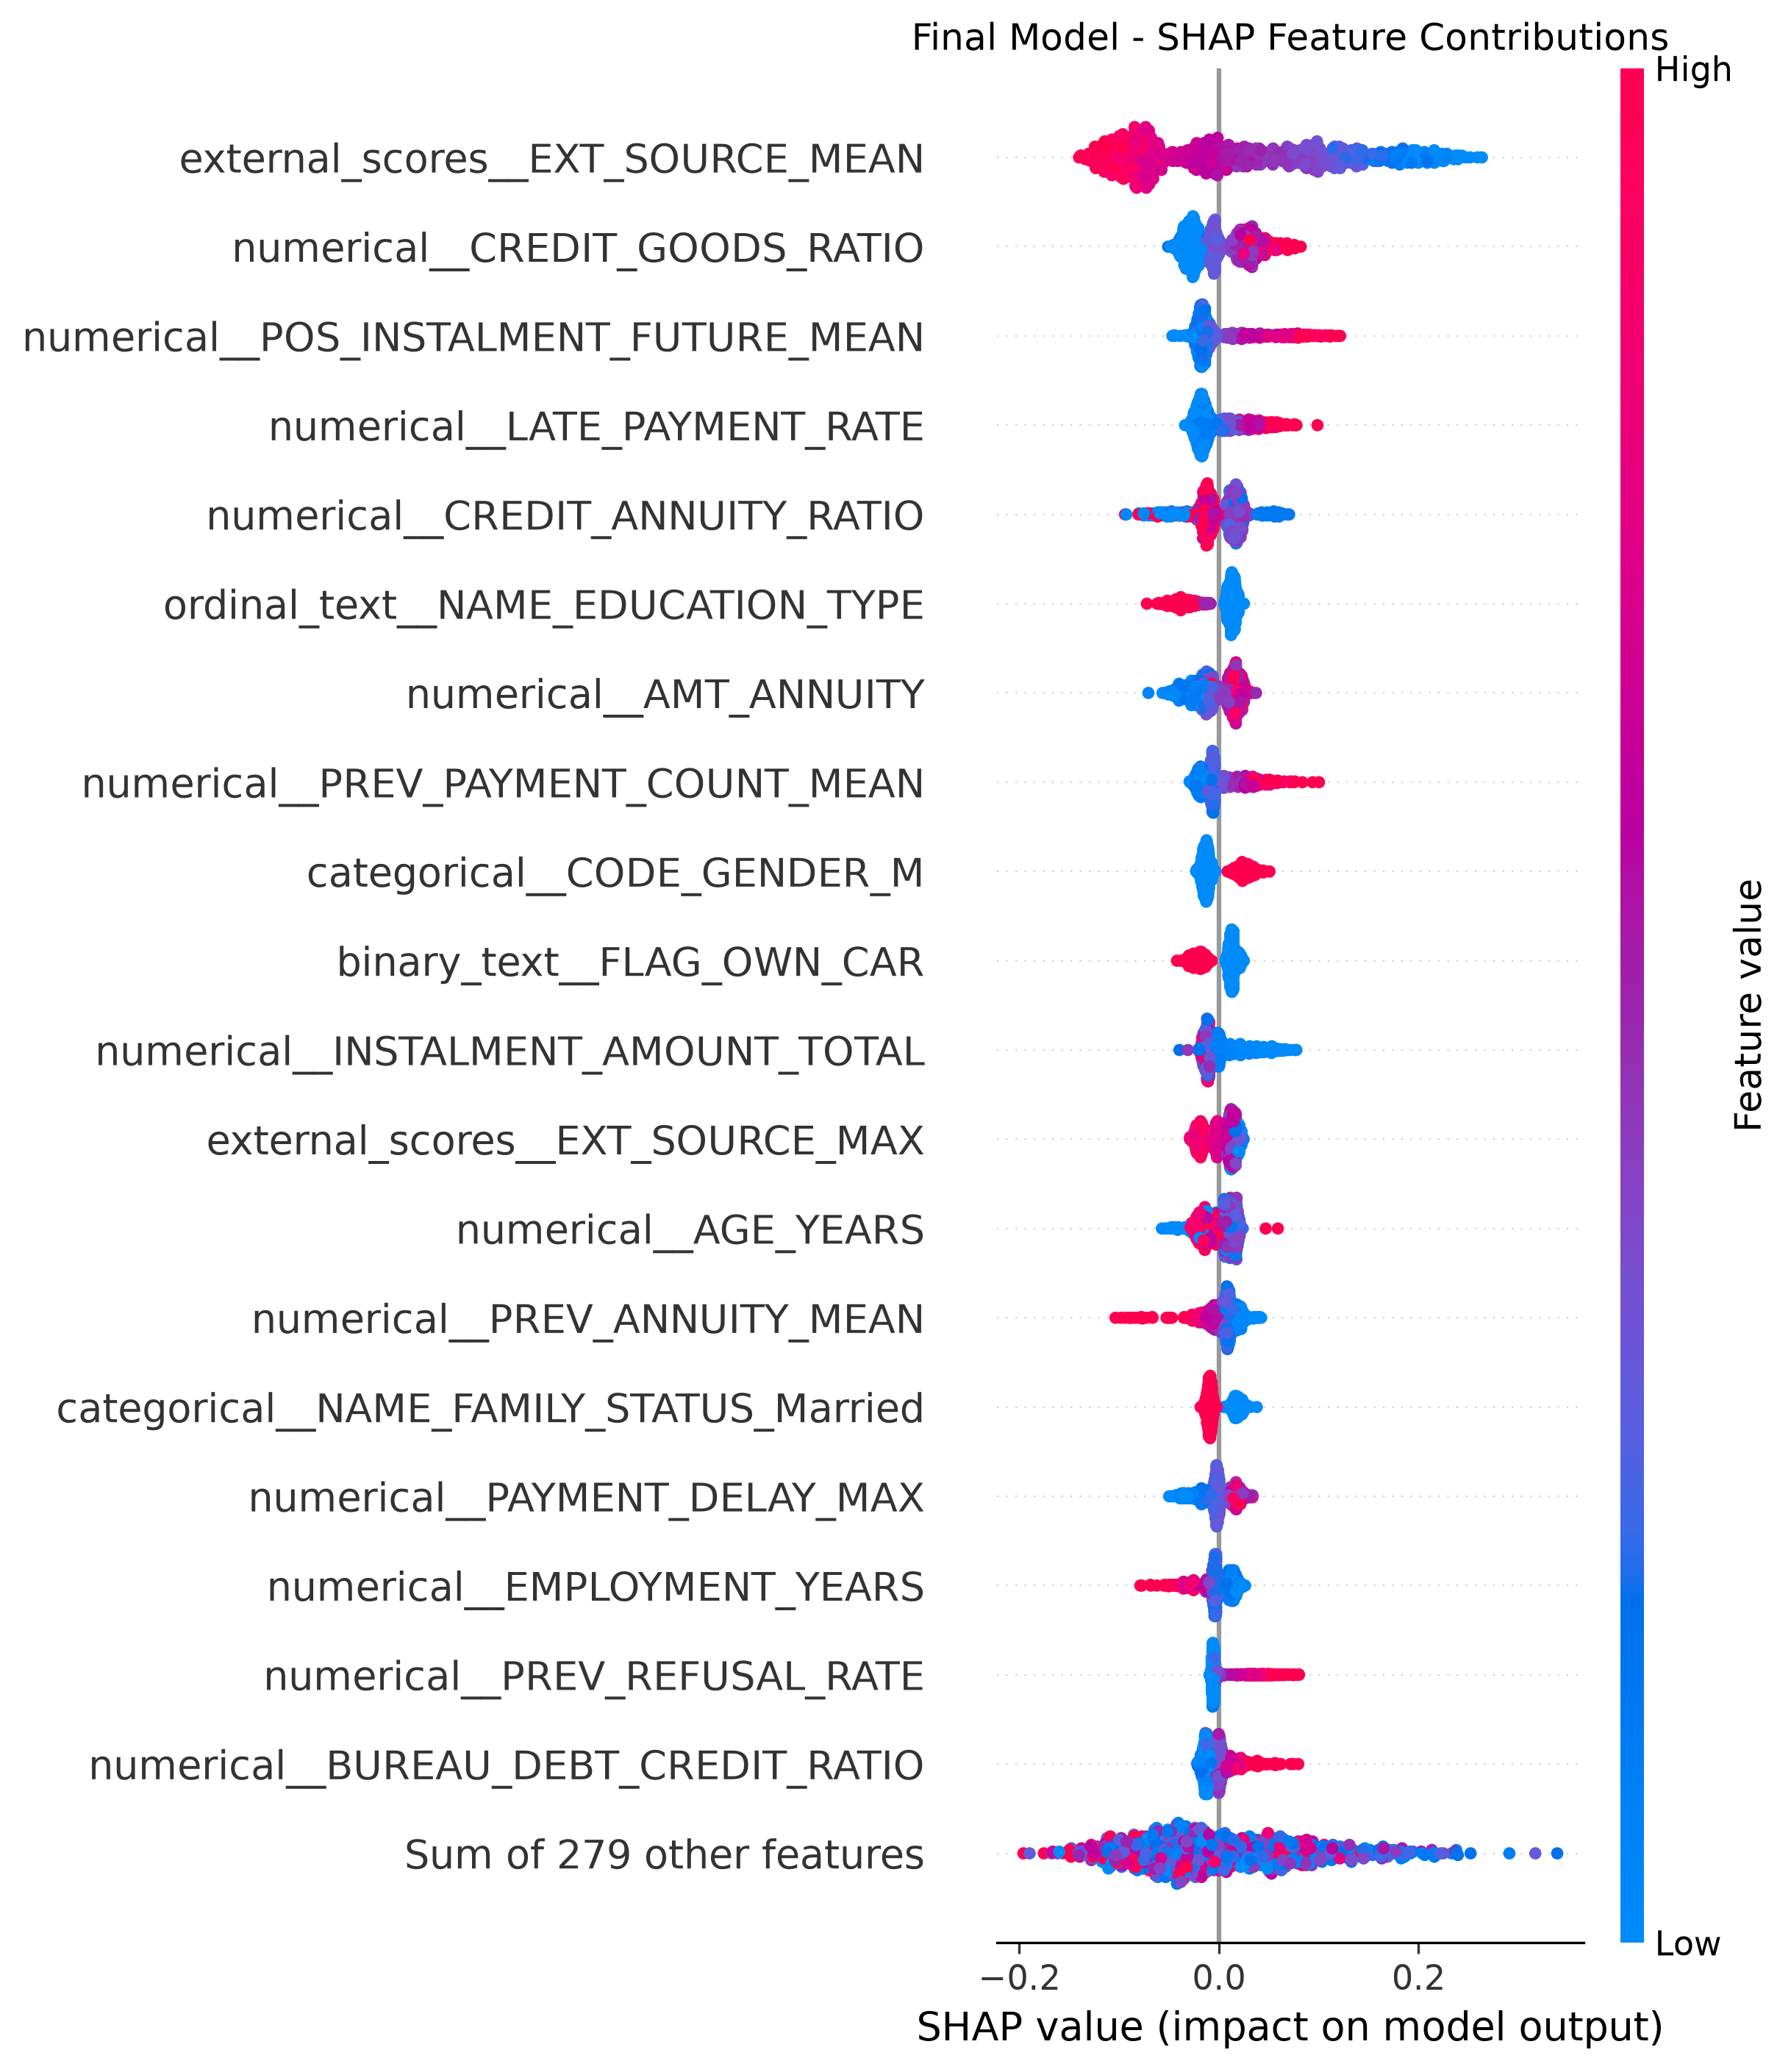 Final Model - SHAP Feature Contributions
High
external_scores__EXT_SOURCE_MEAN
numerical__CREDIT_GOODS_RATIO
numerical__POS_INSTALMENT_FUTURE_MEAN
numerical__LATE_PAYMENT_RATE
numerical__CREDIT_ANNUITY_RATIO
ordinal_text__NAME_EDUCATION_TYPE
numerical__AMT_ANNUITY
numerical__PREV_PAYMENT_COUNT_MEAN
categorical__CODE_GENDER_M
binary_text__FLAG_OWN_CAR
numerical__INSTALMENT_AMOUNT_TOTAL
external_scores__EXT_SOURCE_MAX
numerical__AGE_YEARS
numerical__PREV_ANNUITY_MEAN
categorical__NAME_FAMILY_STATUS_Married
numerical__PAYMENT_DELAY_MAX
numerical__EMPLOYMENT_YEARS
numerical__PREV_REFUSAL_RATE
numerical__BUREAU_DEBT_CREDIT_RATIO
Sum of 279 other features
Feature value
Low
−0.2 0.0 0.2
SHAP value (impact on model output)